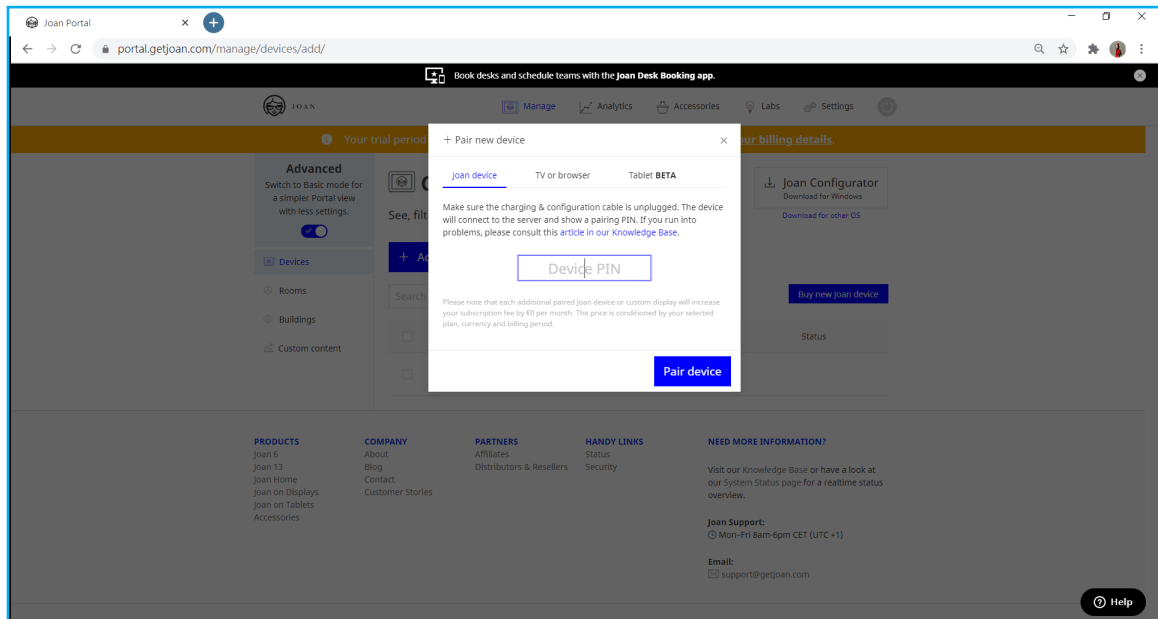 Joan Portal
portal.getjoan.com/manage/devices/add/
Book desks and schedule teams with the Joan Desk Booking app.
JOAN
Manage
Analytics
Accessories
Labs
Settings
Your trial period
ur billing details.
Advanced
Switch to Basic mode for
a simpler Portal view
with less settings.
Devices
Rooms
Buildings
Custom content
See, filt
+ Ad
Search
+ Pair new device
Joan device
TV or browser
Tablet BETA
Make sure the charging & configuration cable is unplugged. The device
will connect to the server and show a pairing PIN. If you run into
problems, please consult this article in our Knowledge Base.
Device PIN
Please note that each additional paired Joan device or custom display will increase
your subscription fee by €0 per month. The price is conditioned by your selected
plan, currency and billing period.
Pair device
Joan Configurator
Download for Windows
Download for other OS
Buy new Joan device
Status
PRODUCTS
Joan 6
Joan 13
Joan Home
Joan on Displays
Joan on Tablets
Accessories
COMPANY
About
Blog
Contact
Customer Stories
PARTNERS
Affiliates
Distributors & Resellers
HANDY LINKS
Status
Security
NEED MORE INFORMATION?
Visit our Knowledge Base or have a look at
our System Status page for a realtime status
overview.
Joan Support:
Mon–Fri 8am-6pm CET (UTC +1)
Email:
support@getjoan.com
Help